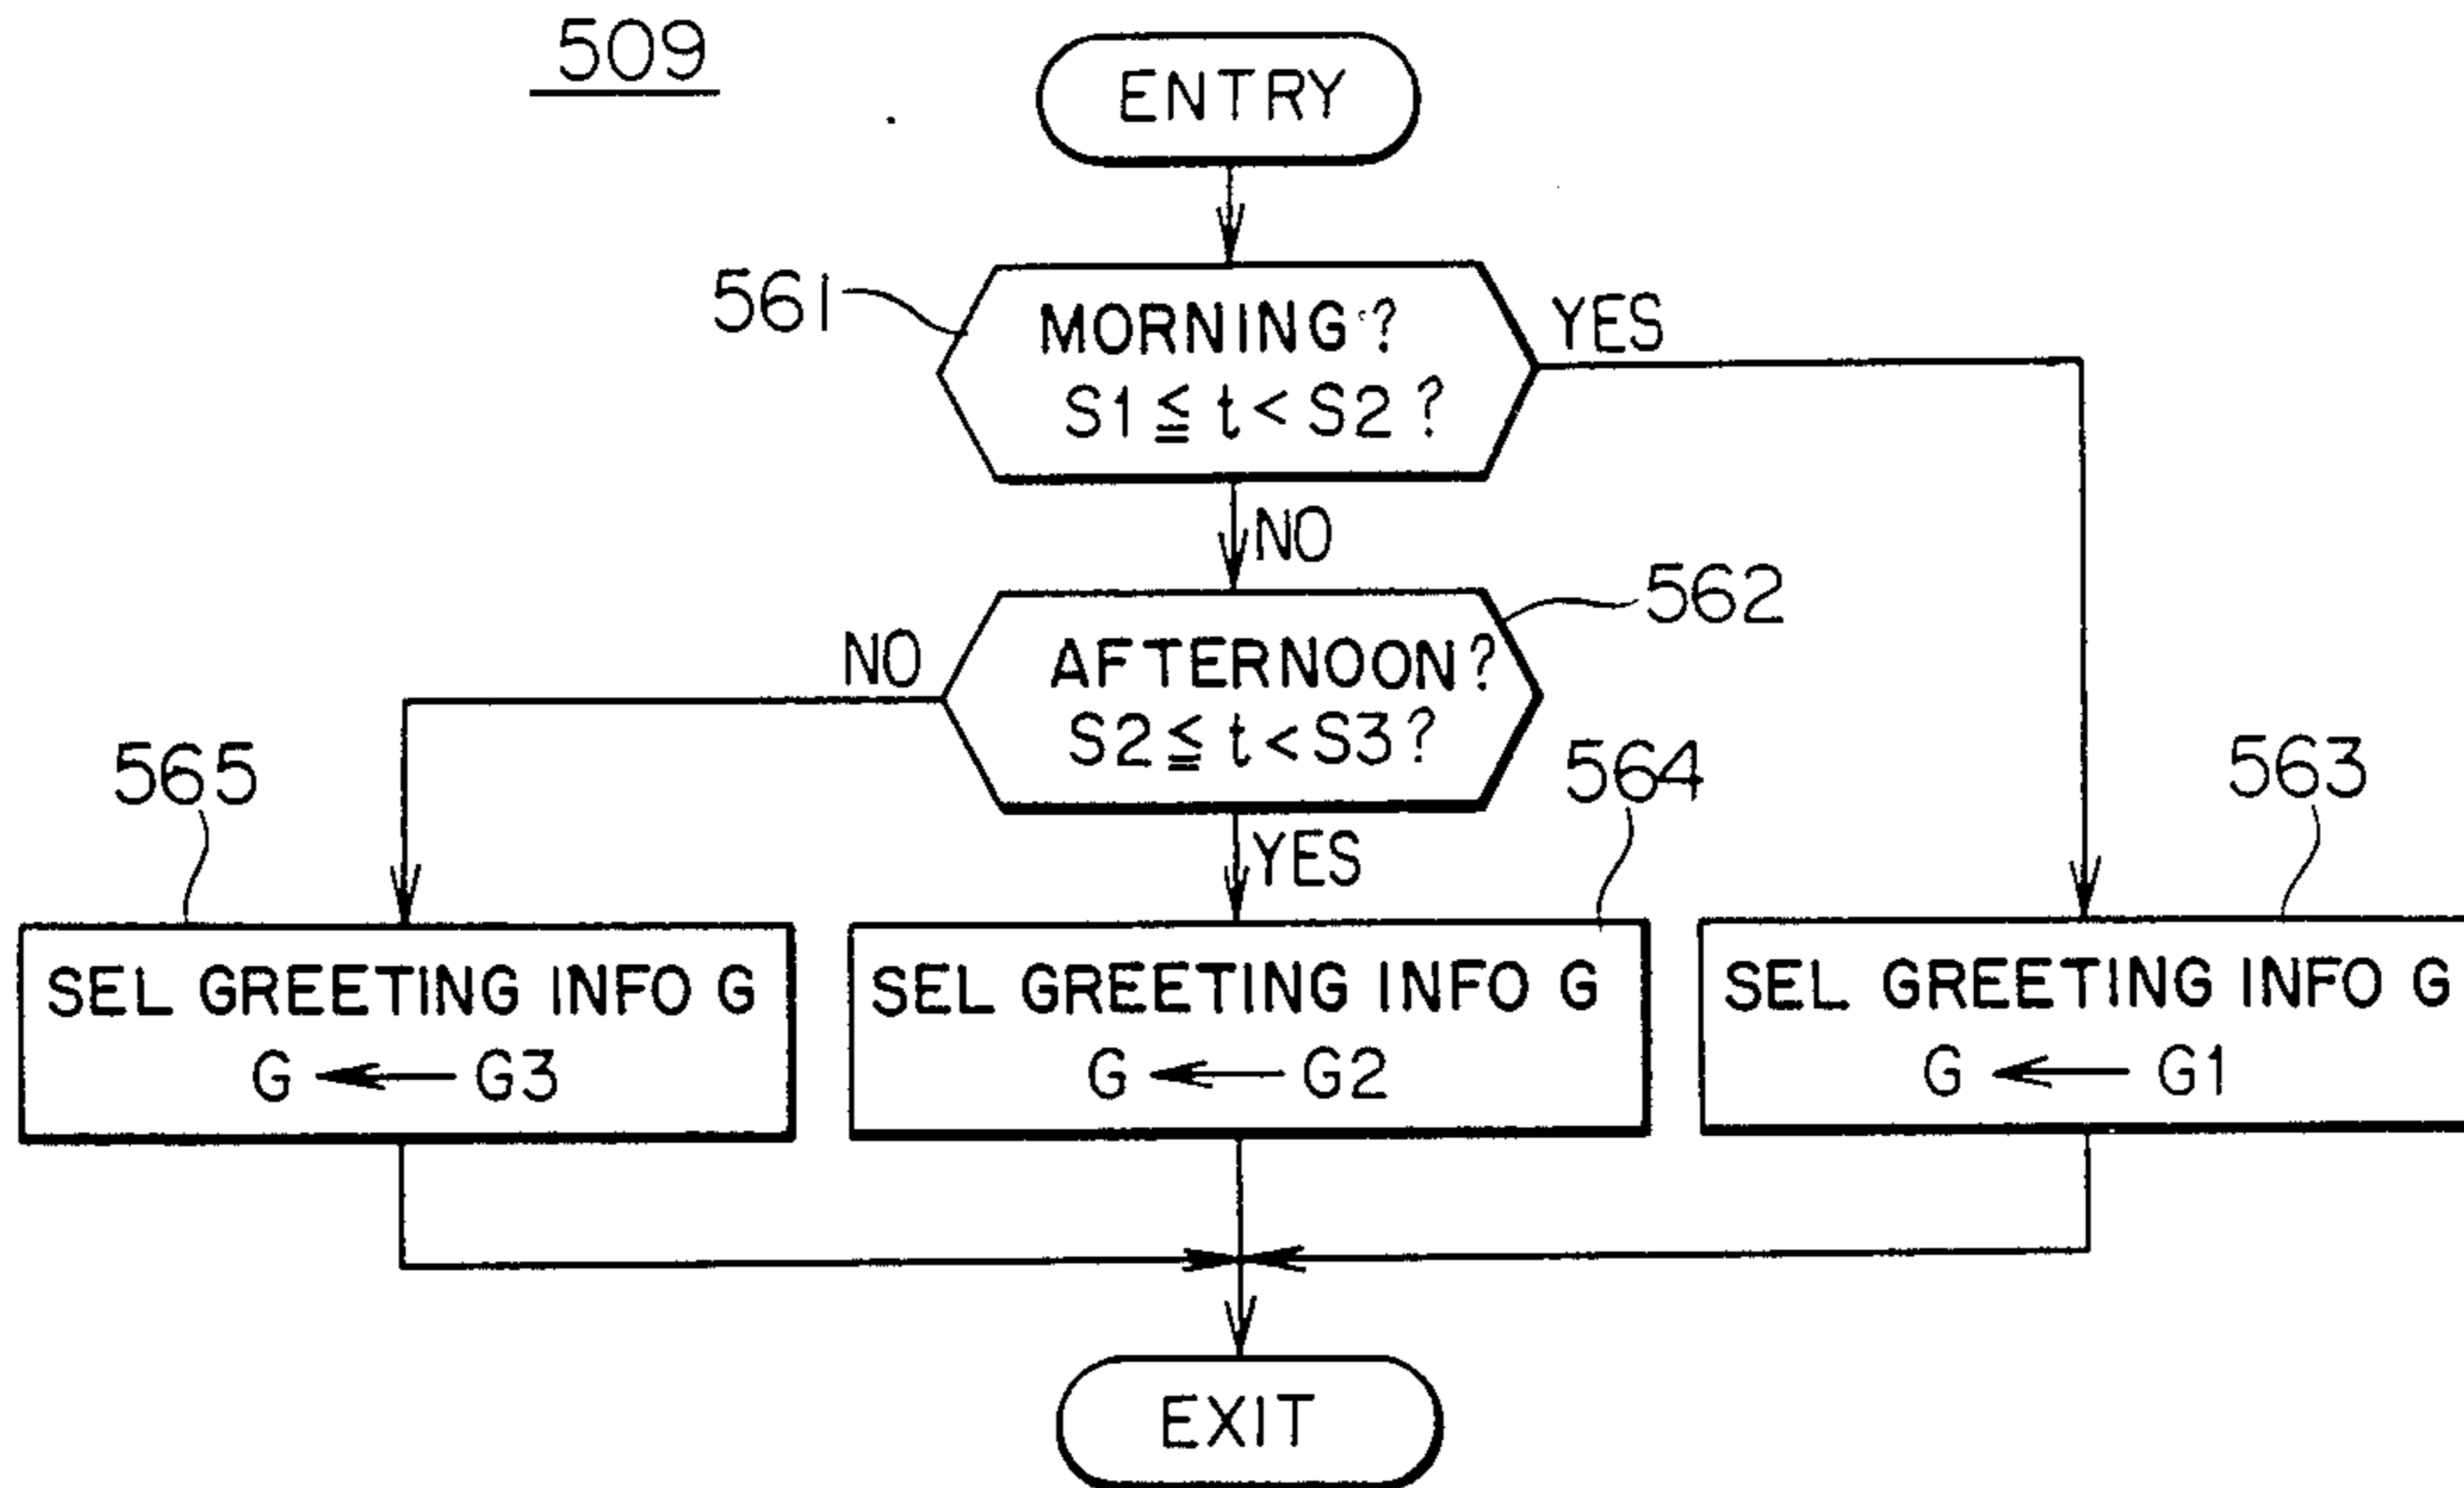 509
ENTRY
561
MORNING?
S1 ≦ t < S2?
YES
NO
562
NO
AFTERNOON?
S2 ≦ t < S3?
565
564
563
YES
SEL GREETING INFO G
G ← G3
SEL GREETING INFO G
G ← G2
SEL GREETING INFO G
G ← G1
EXIT